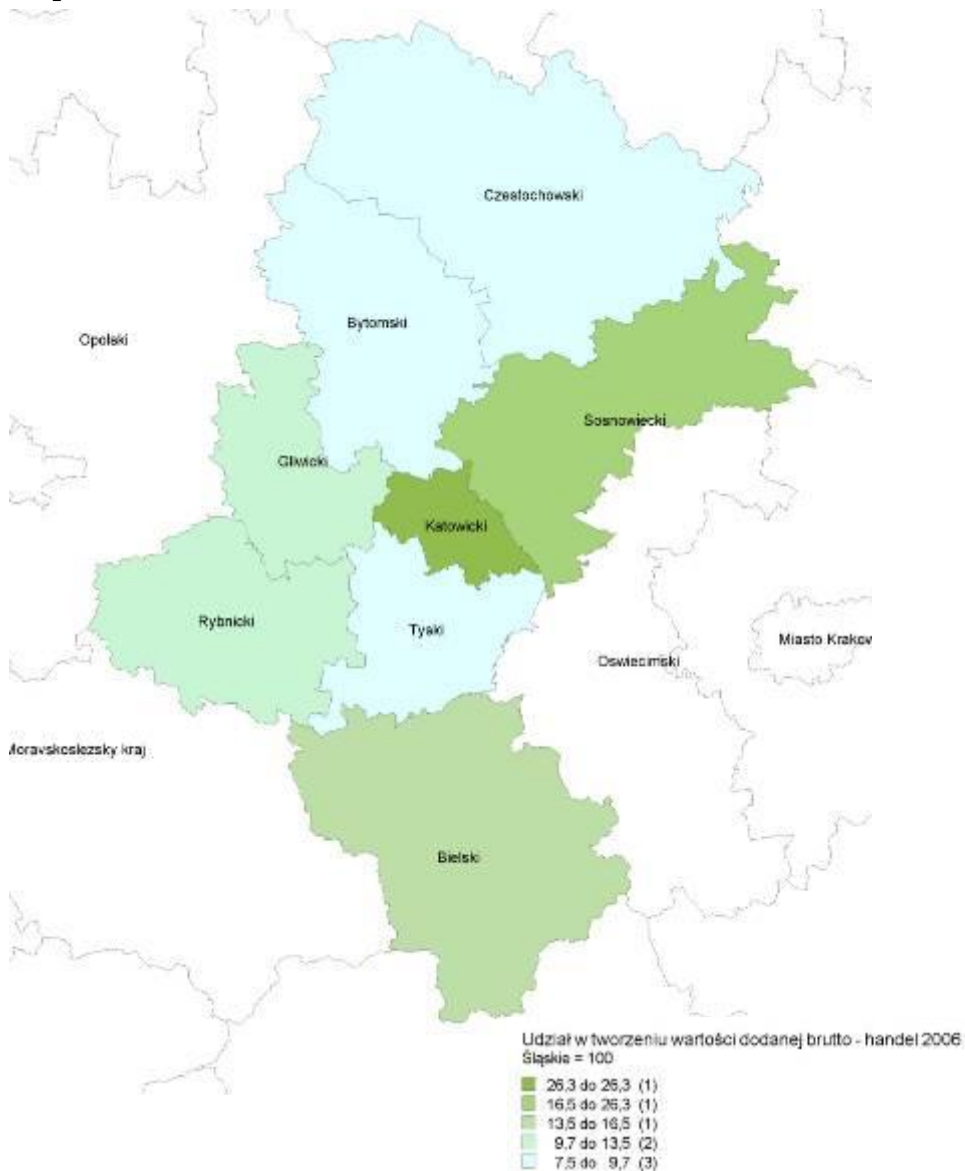 Czestochowski
Bytomski
Opolski
Sosnowiecki
Gliwicki
Katowicki
Rybnicki
Tyski
Miasto Krakow
Oswiecimski
Moravskoslezsky kraj
Bielski
Udział w tworzeniu wartości dodanej brutto - handel 2006
Śląskie = 100
26,3 do 26,3 (1)
16,5 do 26,3 (1)
13,5 do 16,5 (1)
9,7 do 13,5 (2)
7,5 do 9,7 (3)